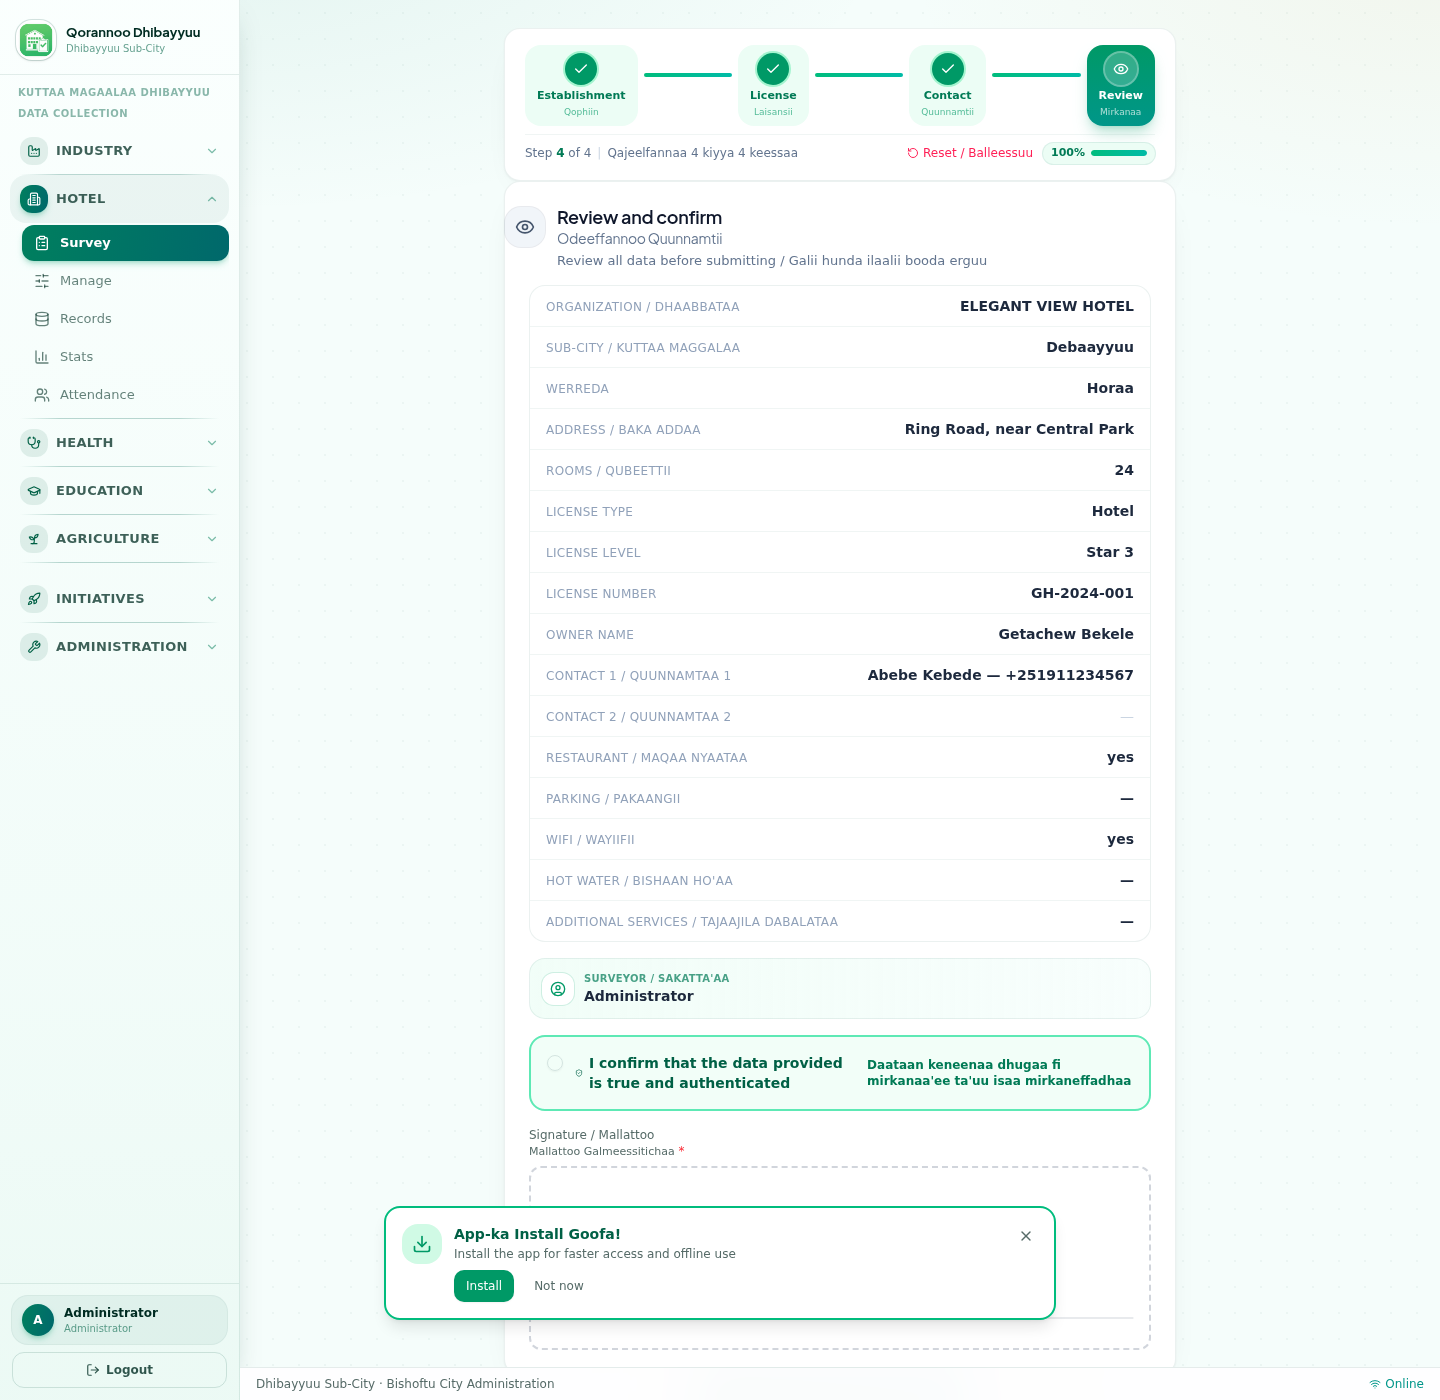 Qorannoo Dhibayyuu
Dhibayyuu Sub-City
KUTTAA MAGAALAA DHIBAYYUU
DATA COLLECTION
INDUSTRY
HOTEL
Survey
Manage
Records
Stats
Attendance
HEALTH
EDUCATION
AGRICULTURE
INITIATIVES
ADMINISTRATION
A
Administrator
Administrator
Logout
Establishment
Qophiin
License
Laisansii
Contact
Quunnamtii
Review
Mirkanaa
Step 4 of 4 | Qajeelfannaa 4 kiyya 4 keessaa
Reset / Balleessuu
100%
Review and confirm
Odeeffannoo Quunnamtii
Review all data before submitting / Galii hunda ilaalii booda erguu
ORGANIZATION / DHAABBATAA ELEGANT VIEW HOTEL
SUB-CITY / KUTTAA MAGGALAA Debaayyuu
WERREDA Horaa
ADDRESS / BAKA ADDAA Ring Road, near Central Park
ROOMS / QUBEETTII 24
LICENSE TYPE Hotel
LICENSE LEVEL Star 3
LICENSE NUMBER GH-2024-001
OWNER NAME Getachew Bekele
CONTACT 1 / QUUNNAMTAA 1 Abebe Kebede — +251911234567
CONTACT 2 / QUUNNAMTAA 2 —
RESTAURANT / MAQAA NYAATAA yes
PARKING / PAKAANGII —
WIFI / WAYIIFII yes
HOT WATER / BISHAAN HO'AA —
ADDITIONAL SERVICES / TAJAAJILA DABALATAA —
SURVEYOR / SAKATTA'AA
Administrator
I confirm that the data provided
is true and authenticated
Daataan keneenaa dhugaa fi
mirkanaa'ee ta'uu isaa mirkaneffadhaa
Signature / Mallattoo
Mallattoo Galmeessitichaa *
App-ka Install Goofa!
Install the app for faster access and offline use
Install
Not now
Dhibayyuu Sub-City · Bishoftu City Administration
Online